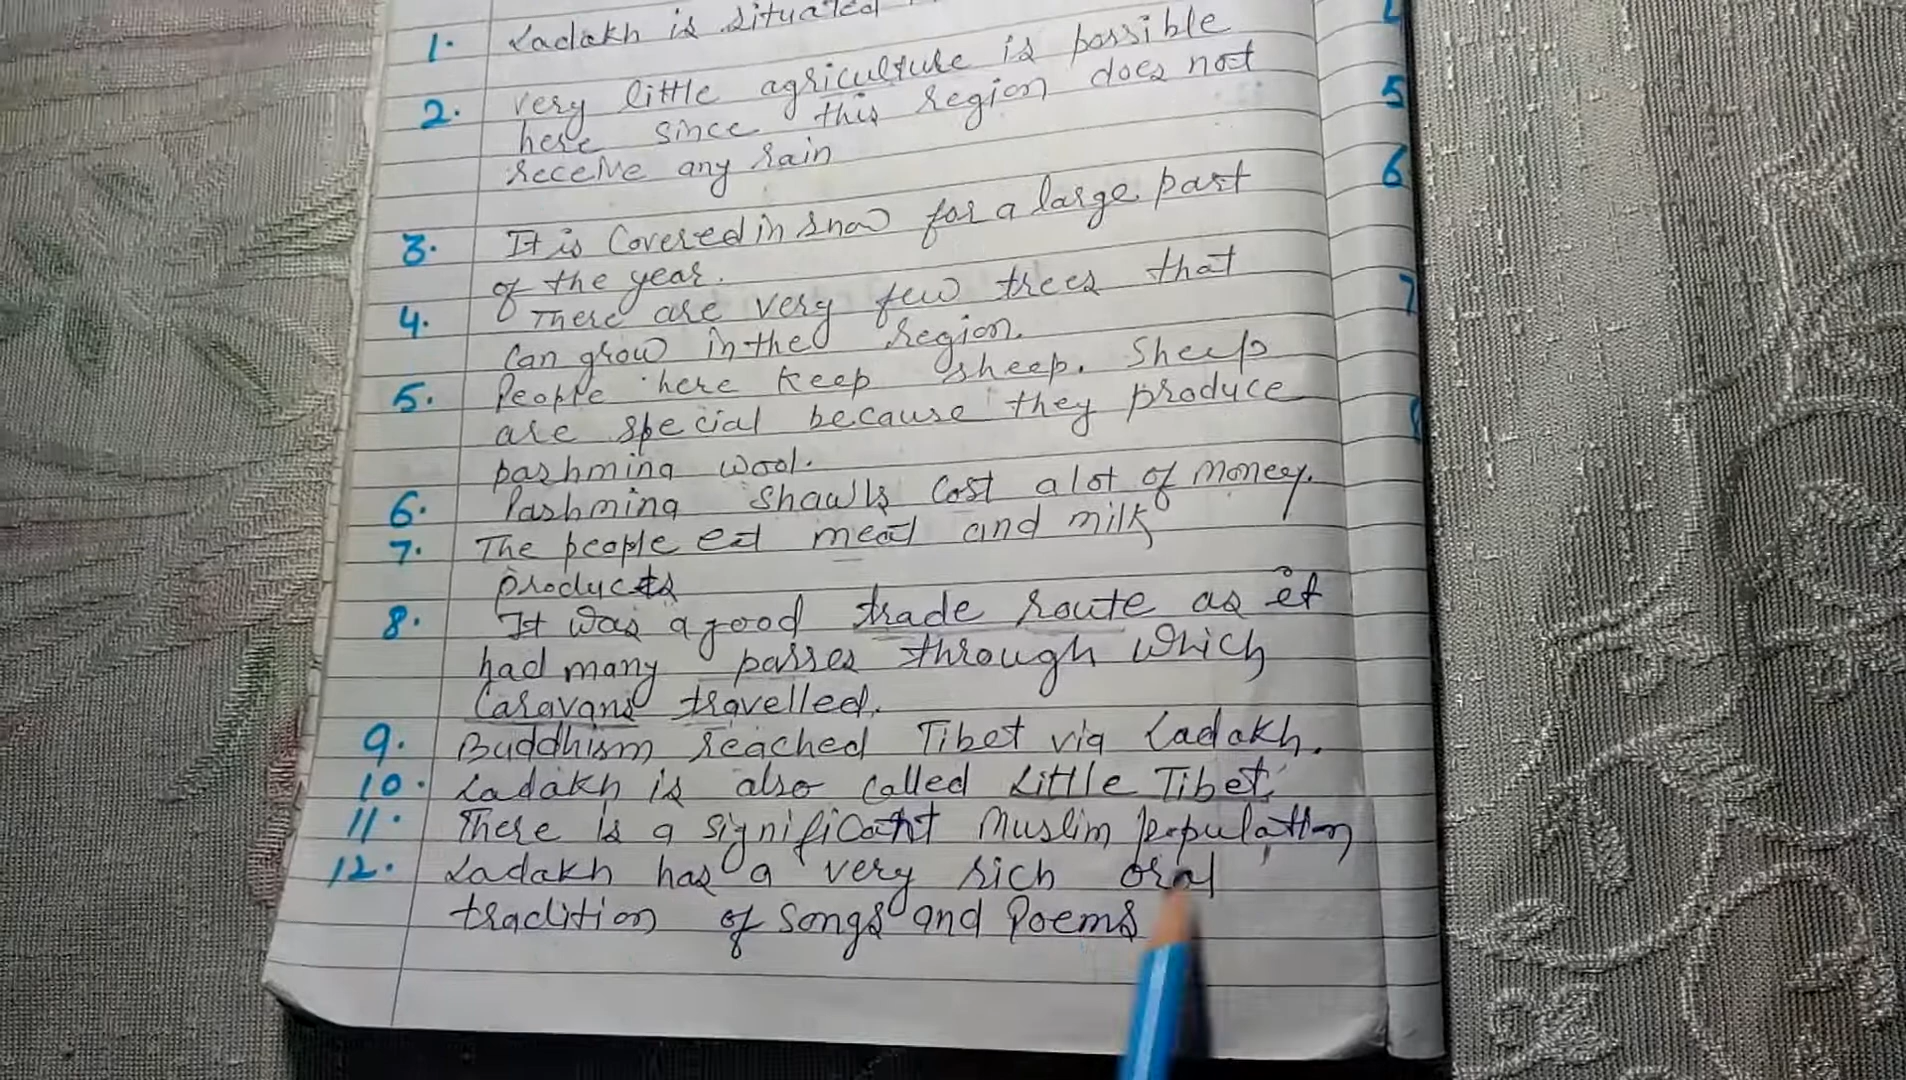 1. Ladakh is situated
2. very little agriculture is possible
here since this region does not
receive any rain
3. It is Covered in snow for a large part
of the year.
4. There are very few trees that
Can grow in the region.
5. People here keep sheep. Sheep
are special because they produce
pashmina wool.
6. Pashmina shawls Cost a lot of money.
7. The people eat meat and milk
products
8. It was a good trade route as it
had many passes through which
Caravans travelled.
9. Buddhism reached Tibet via Ladakh.
10. Ladakh is also called Little Tibet.
11. There is a significant Muslim population
12. Ladakh has a very rich oral
tradition of songs and Poems
5
6
7